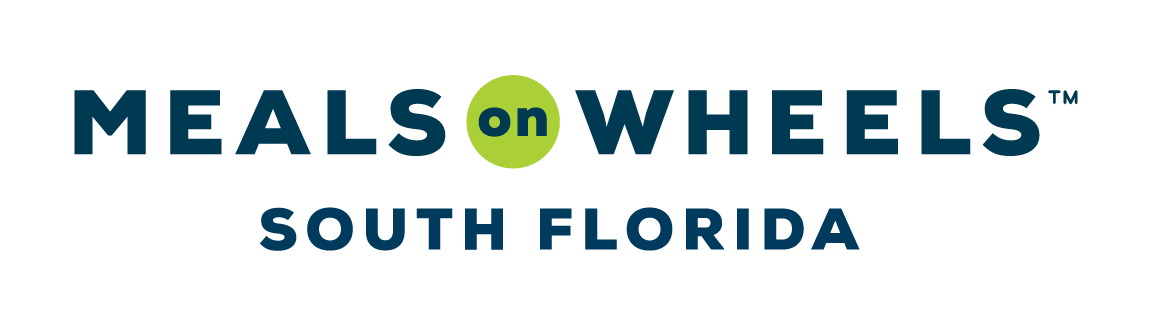 MEALS on WHEELS™
SOUTH FLORIDA